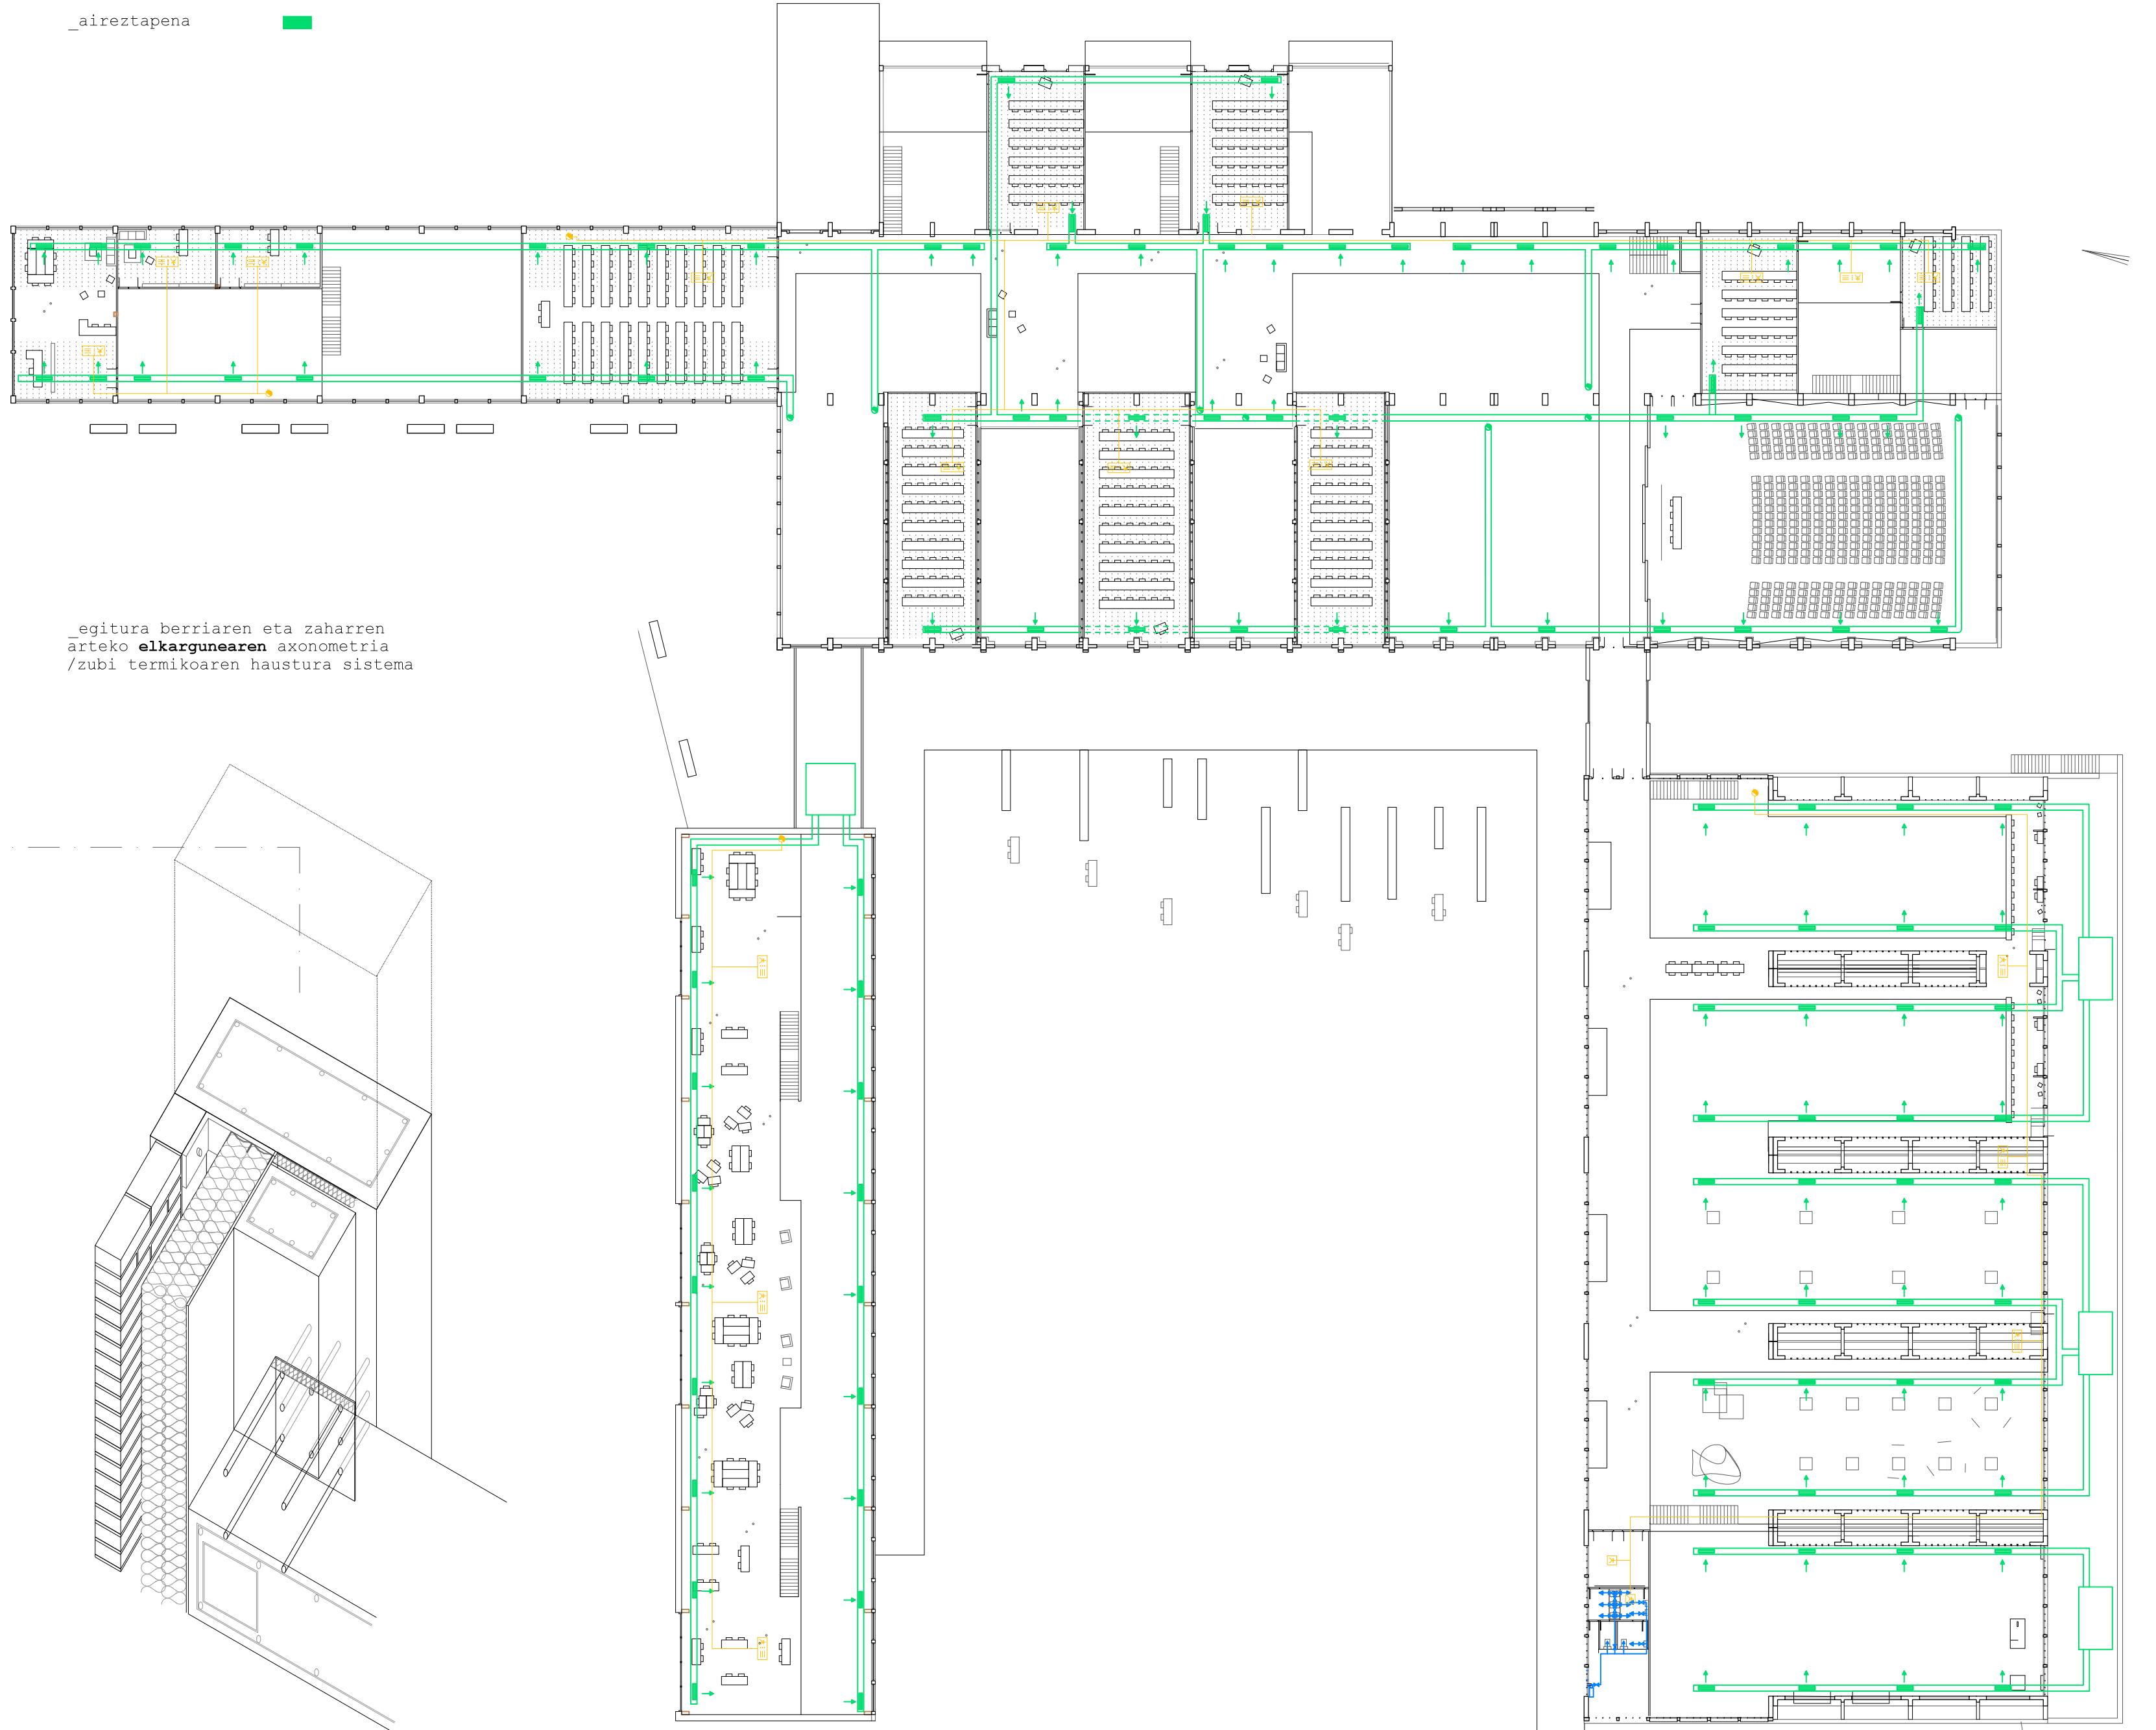 _aireztapena
_egitura berriaren eta zaharren
arteko elkargunearen axonometria
/zubi termikoaren haustura sistema